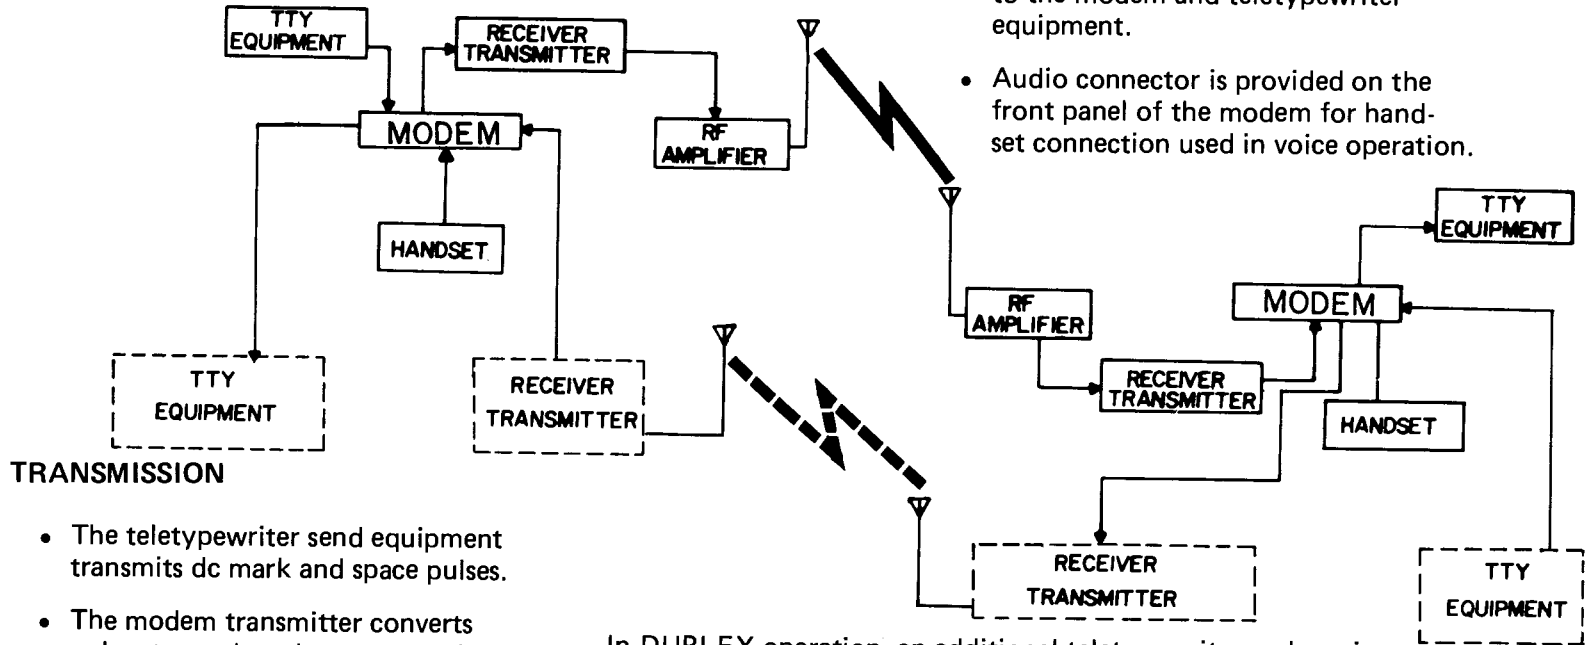 to the modem and teletypewriter
equipment.
• Audio connector is provided on the
front panel of the modem for hand-
set connection used in voice operation.
TTY
EQUIPMENT
RECEIVER
TRANSMITTER
MODEM
RF
AMPLIFIER
HANDSET
TTY
EQUIPMENT
RECEIVER
TRANSMITTER
TTY
EQUIPMENT
MODEM
RF
AMPLIFIER
RECEIVER
TRANSMITTER
HANDSET
RECEIVER
TRANSMITTER
TTY
EQUIPMENT
TRANSMISSION
• The teletypewriter send equipment
transmits dc mark and space pulses.
• The modem transmitter converts
In DUPLEX operation, an additional